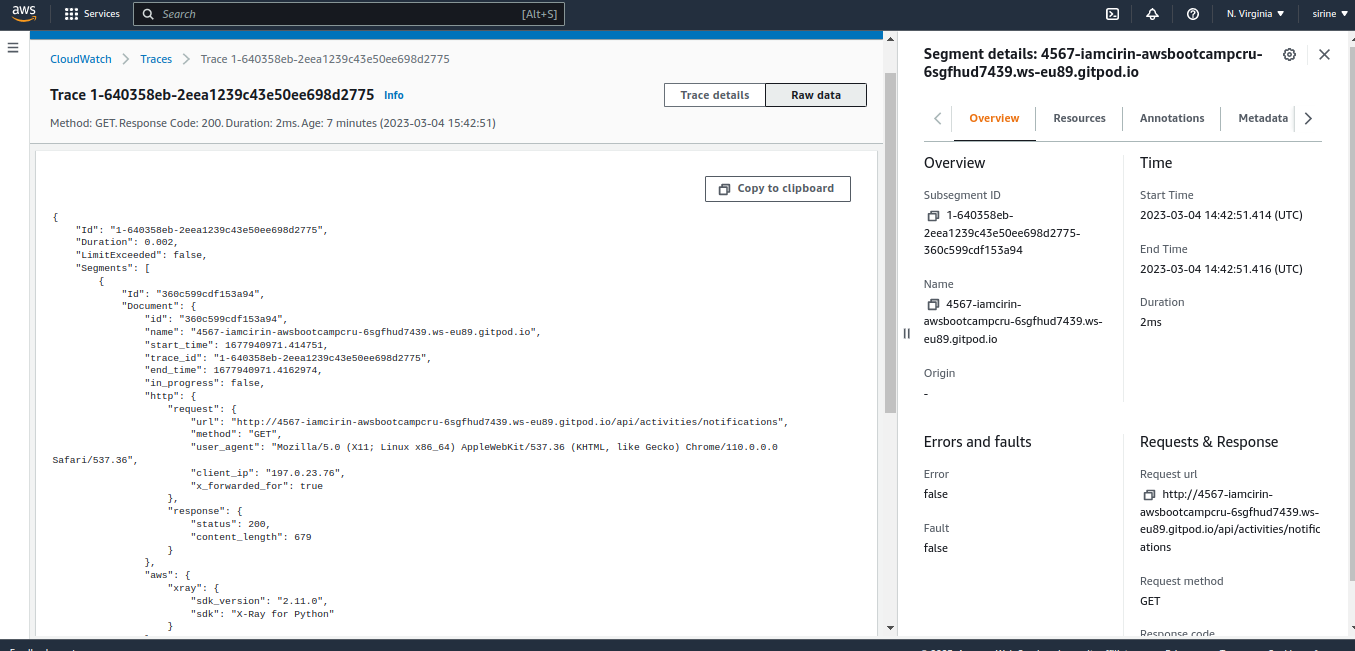 aws
Services
Search [Alt+S]
N. Virginia
sirine
CloudWatch
Traces
Trace 1-640358eb-2eea1239c43e50ee698d2775
Trace 1-640358eb-2eea1239c43e50ee698d2775 Info
Trace details
Raw data
Method: GET. Response Code: 200. Duration: 2ms. Age: 7 minutes (2023-03-04 15:42:51)
Copy to clipboard
{
"Id": "1-640358eb-2eea1239c43e50ee698d2775",
"Duration": 0.002,
"LimitExceeded": false,
"Segments": [
{
"Id": "360c599cdf153a94",
"Document": {
"id": "360c599cdf153a94",
"name": "4567-iamcirin-awsbootcampcru-6sgfhud7439.ws-eu89.gitpod.io",
"start_time": 1677940971.414751,
"trace_id": "1-640358eb-2eea1239c43e50ee698d2775",
"end_time": 1677940971.4162974,
"in_progress": false,
"http": {
"request": {
"url": "http://4567-iamcirin-awsbootcampcru-6sgfhud7439.ws-eu89.gitpod.io/api/activities/notifications",
"method": "GET",
"user_agent": "Mozilla/5.0 (X11; Linux x86_64) AppleWebKit/537.36 (KHTML, like Gecko) Chrome/110.0.0.0
Safari/537.36",
"client_ip": "197.0.23.76",
"x_forwarded_for": true
},
"response": {
"status": 200,
"content_length": 679
}
},
"aws": {
"xray": {
"sdk_version": "2.11.0",
"sdk": "X-Ray for Python"
}
Segment details: 4567-iamcirin-awsbootcampcru-
6sgfhud7439.ws-eu89.gitpod.io
Overview
Resources
Annotations
Metadata
Overview
Subsegment ID
1-640358eb-
2eea1239c43e50ee698d2775-
360c599cdf153a94
Name
4567-iamcirin-
awsbootcampcru-6sgfhud7439.ws-
eu89.gitpod.io
Origin
-
Time
Start Time
2023-03-04 14:42:51.414 (UTC)
End Time
2023-03-04 14:42:51.416 (UTC)
Duration
2ms
Errors and faults
Error
false
Fault
false
Requests & Response
Request url
http://4567-iamcirin-
awsbootcampcru-6sgfhud7439.ws-
eu89.gitpod.io/api/activities/notific
ations
Request method
GET
Response code